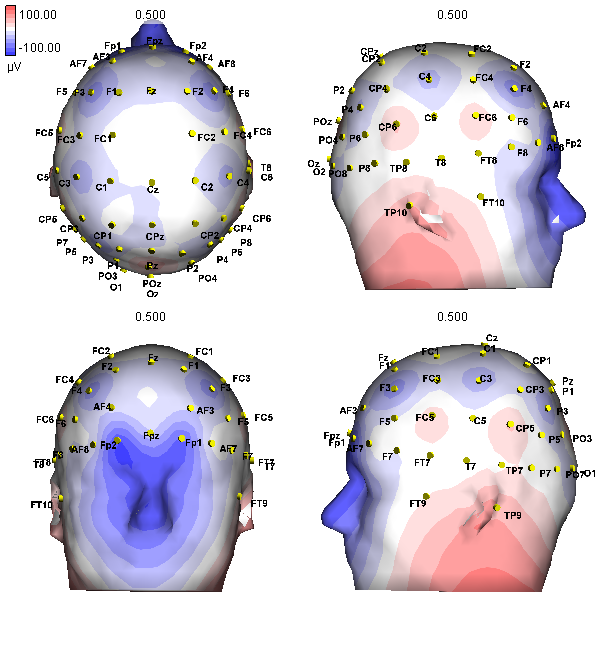 100.00
-100.00
µV
0.500
Fp1 Fpz Fp2
AF7 AF3 AF4 AF8
F5 F3 F1 Fz F2 F4 F6
FC5 FC3 FC1 FC2 FC4 FC6
T8
C5 C3 C1 Cz C2 C4 C6
CP5 CP3 CP1 CPz CP2 CP4 CP6
P7 P5 P3 P1 Pz P2 P4 P6 P8
PO3 POz PO4
O1 Oz
0.500
CPz C2 FC2
CP2 F2
P2 CP4 C4 FC4 F4
P4 AF4
POz CP6 C6 FC6 F6
PO4 P6 F8 AF8 Fp2
Oz O2 PO8 P8 TP8 T8 FT8
TP10 FT10
0.500
FC2 Fz FC1
F2 F1
FC4 F4 F3 FC3
AF4 AF3
FC6 F6 F5 FC5
Fp2 Fpz Fp1
AF8 AF7
T8 FT8 F7 FT7 T7
FT10 FT9
0.500
Cz
Fz FC1 C1 CP1
F1
F3 FC3 C3 CP3 Pz P1
AF3 F5 FC5 C5 CP5 P3
Fpz Fp1 AF7 P5 PO3
F7 FT7 T7 TP7 P7 PO7 O1
FT9 TP9